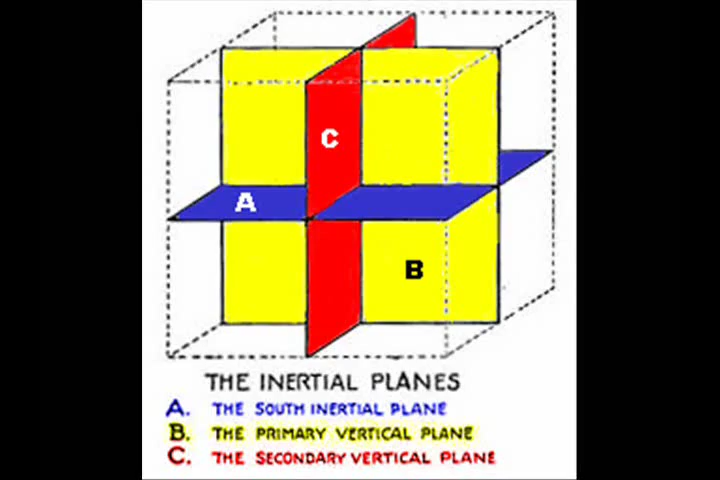 C
A
B
THE INERTIAL PLANES
A. THE SOUTH INERTIAL PLANE
B. THE PRIMARY VERTICAL PLANE
C. THE SECONDARY VERTICAL PLANE